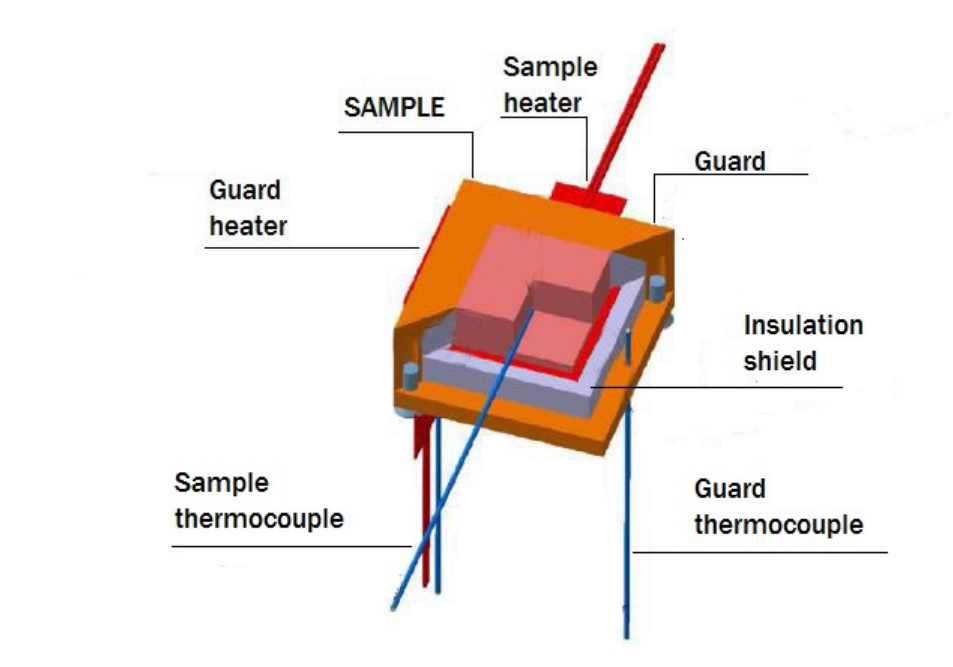 Sample
heater
SAMPLE
Guard
Guard
heater
Insulation
shield
Sample
thermocouple
Guard
thermocouple